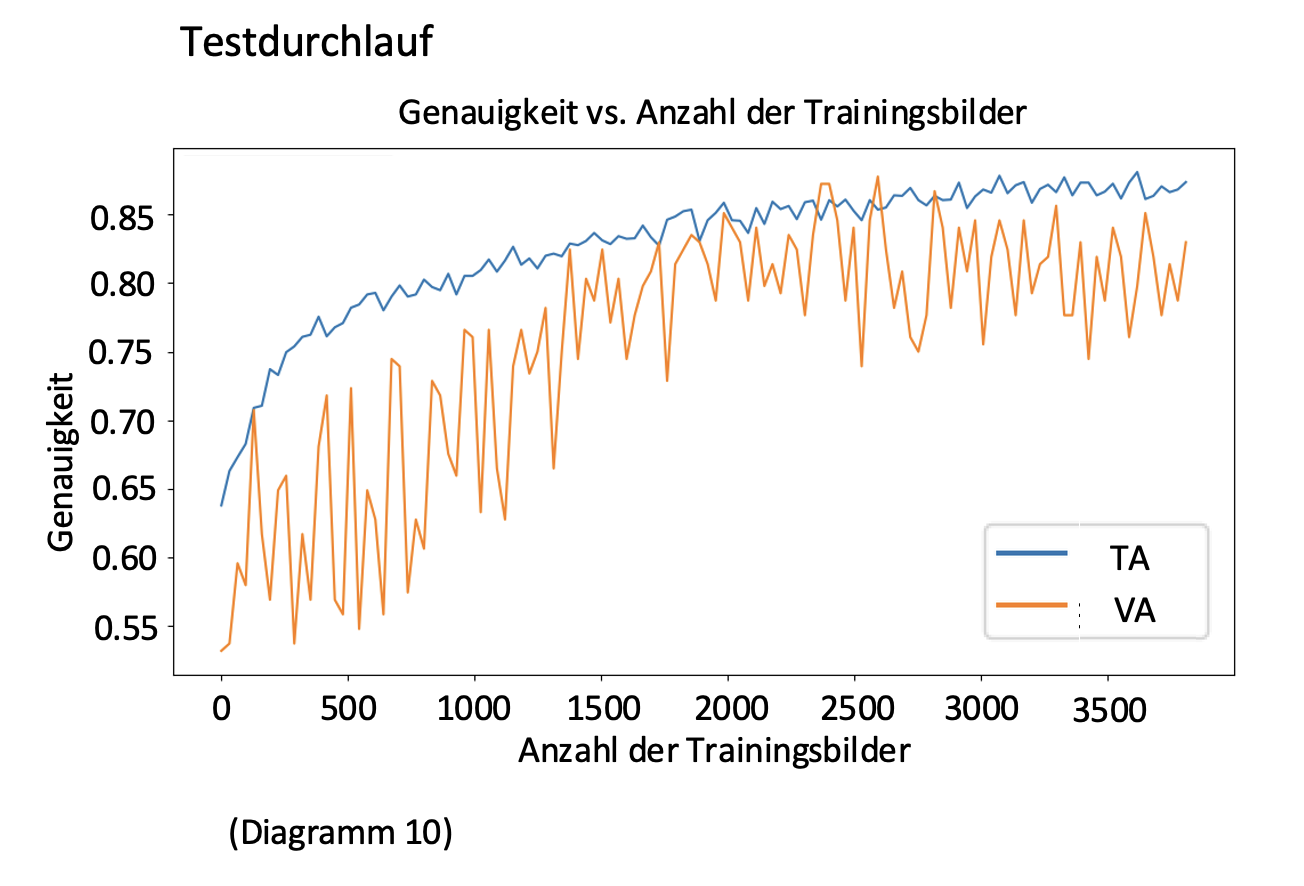 Testdurchlauf
Genauigkeit vs. Anzahl der Trainingsbilder
0.85
0.80
0.75
0.70
0.65
0.60
0.55
Genauigkeit
TA
VA
0 500 1000 1500 2000 2500 3000 3500
Anzahl der Trainingsbilder
(Diagramm 10)